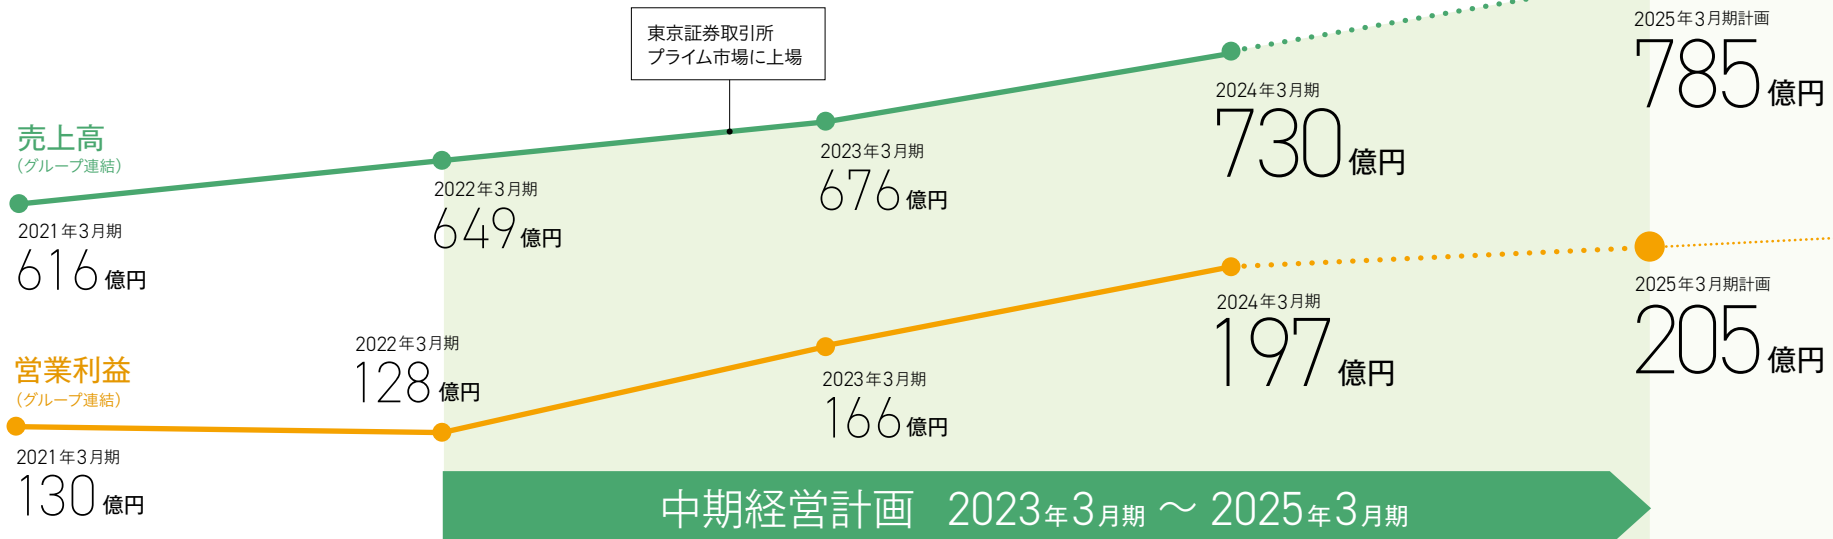 東京証券取引所
プライム市場に上場
売上高
（グループ連結）
2021年3月期
616億円
2022年3月期
649億円
2023年3月期
676億円
2024年3月期
730億円
2025年3月期計画
785億円
営業利益
（グループ連結）
2021年3月期
130億円
2022年3月期
128億円
2023年3月期
166億円
2024年3月期
197億円
2025年3月期計画
205億円
中期経営計画 2023年3月期 ～ 2025年3月期